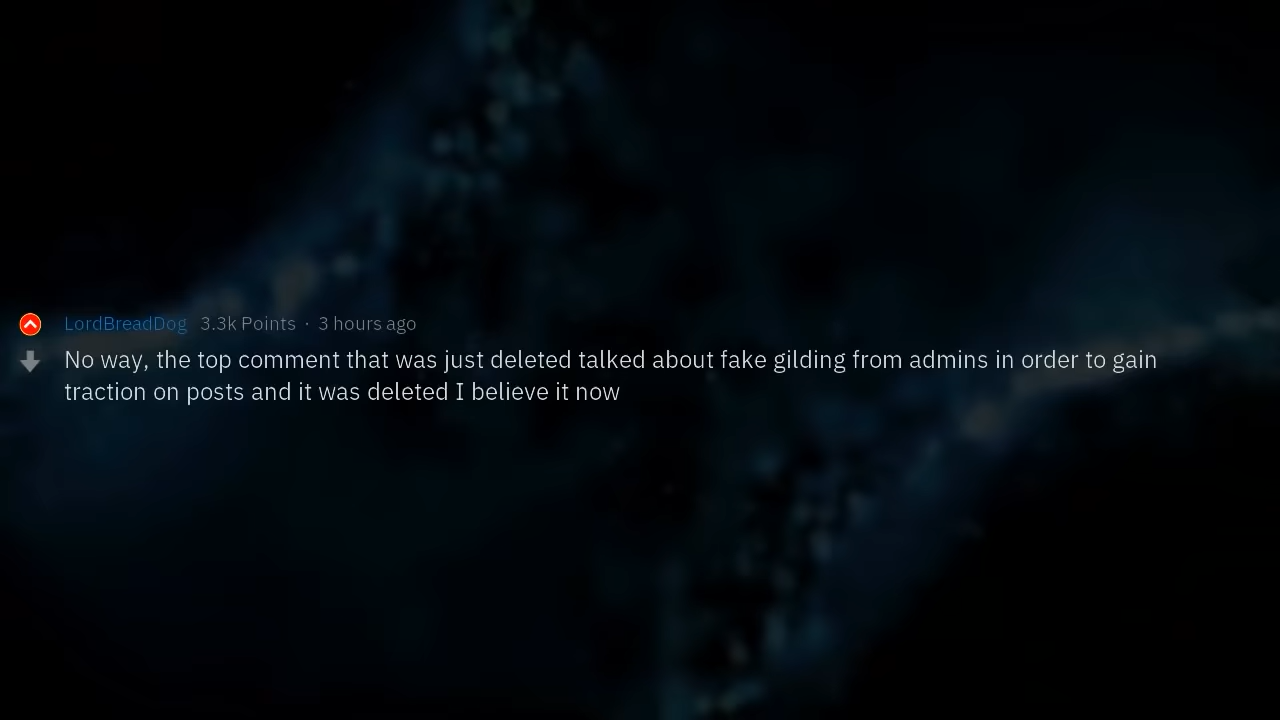 LordBreadDog 3.3k Points · 3 hours ago
No way, the top comment that was just deleted talked about fake gilding from admins in order to gain
traction on posts and it was deleted I believe it now